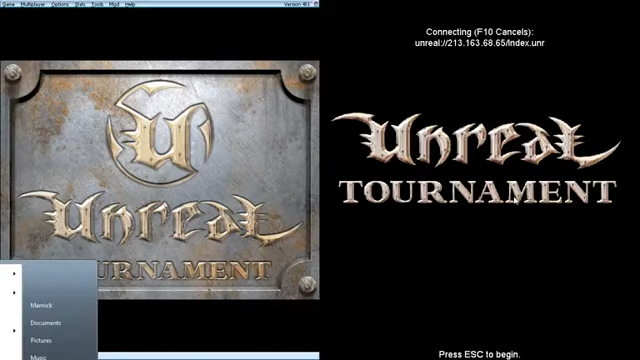 Game Multiplayer Options Stats Tools Mod Help Version 451
Unreal
URNAMENT
Marnick
Documents
Pictures
Music
Connecting (F10 Cancels):
unreal://213.163.68.65/Index.unr
Unreal
TOURNAMENT
Press ESC to begin.